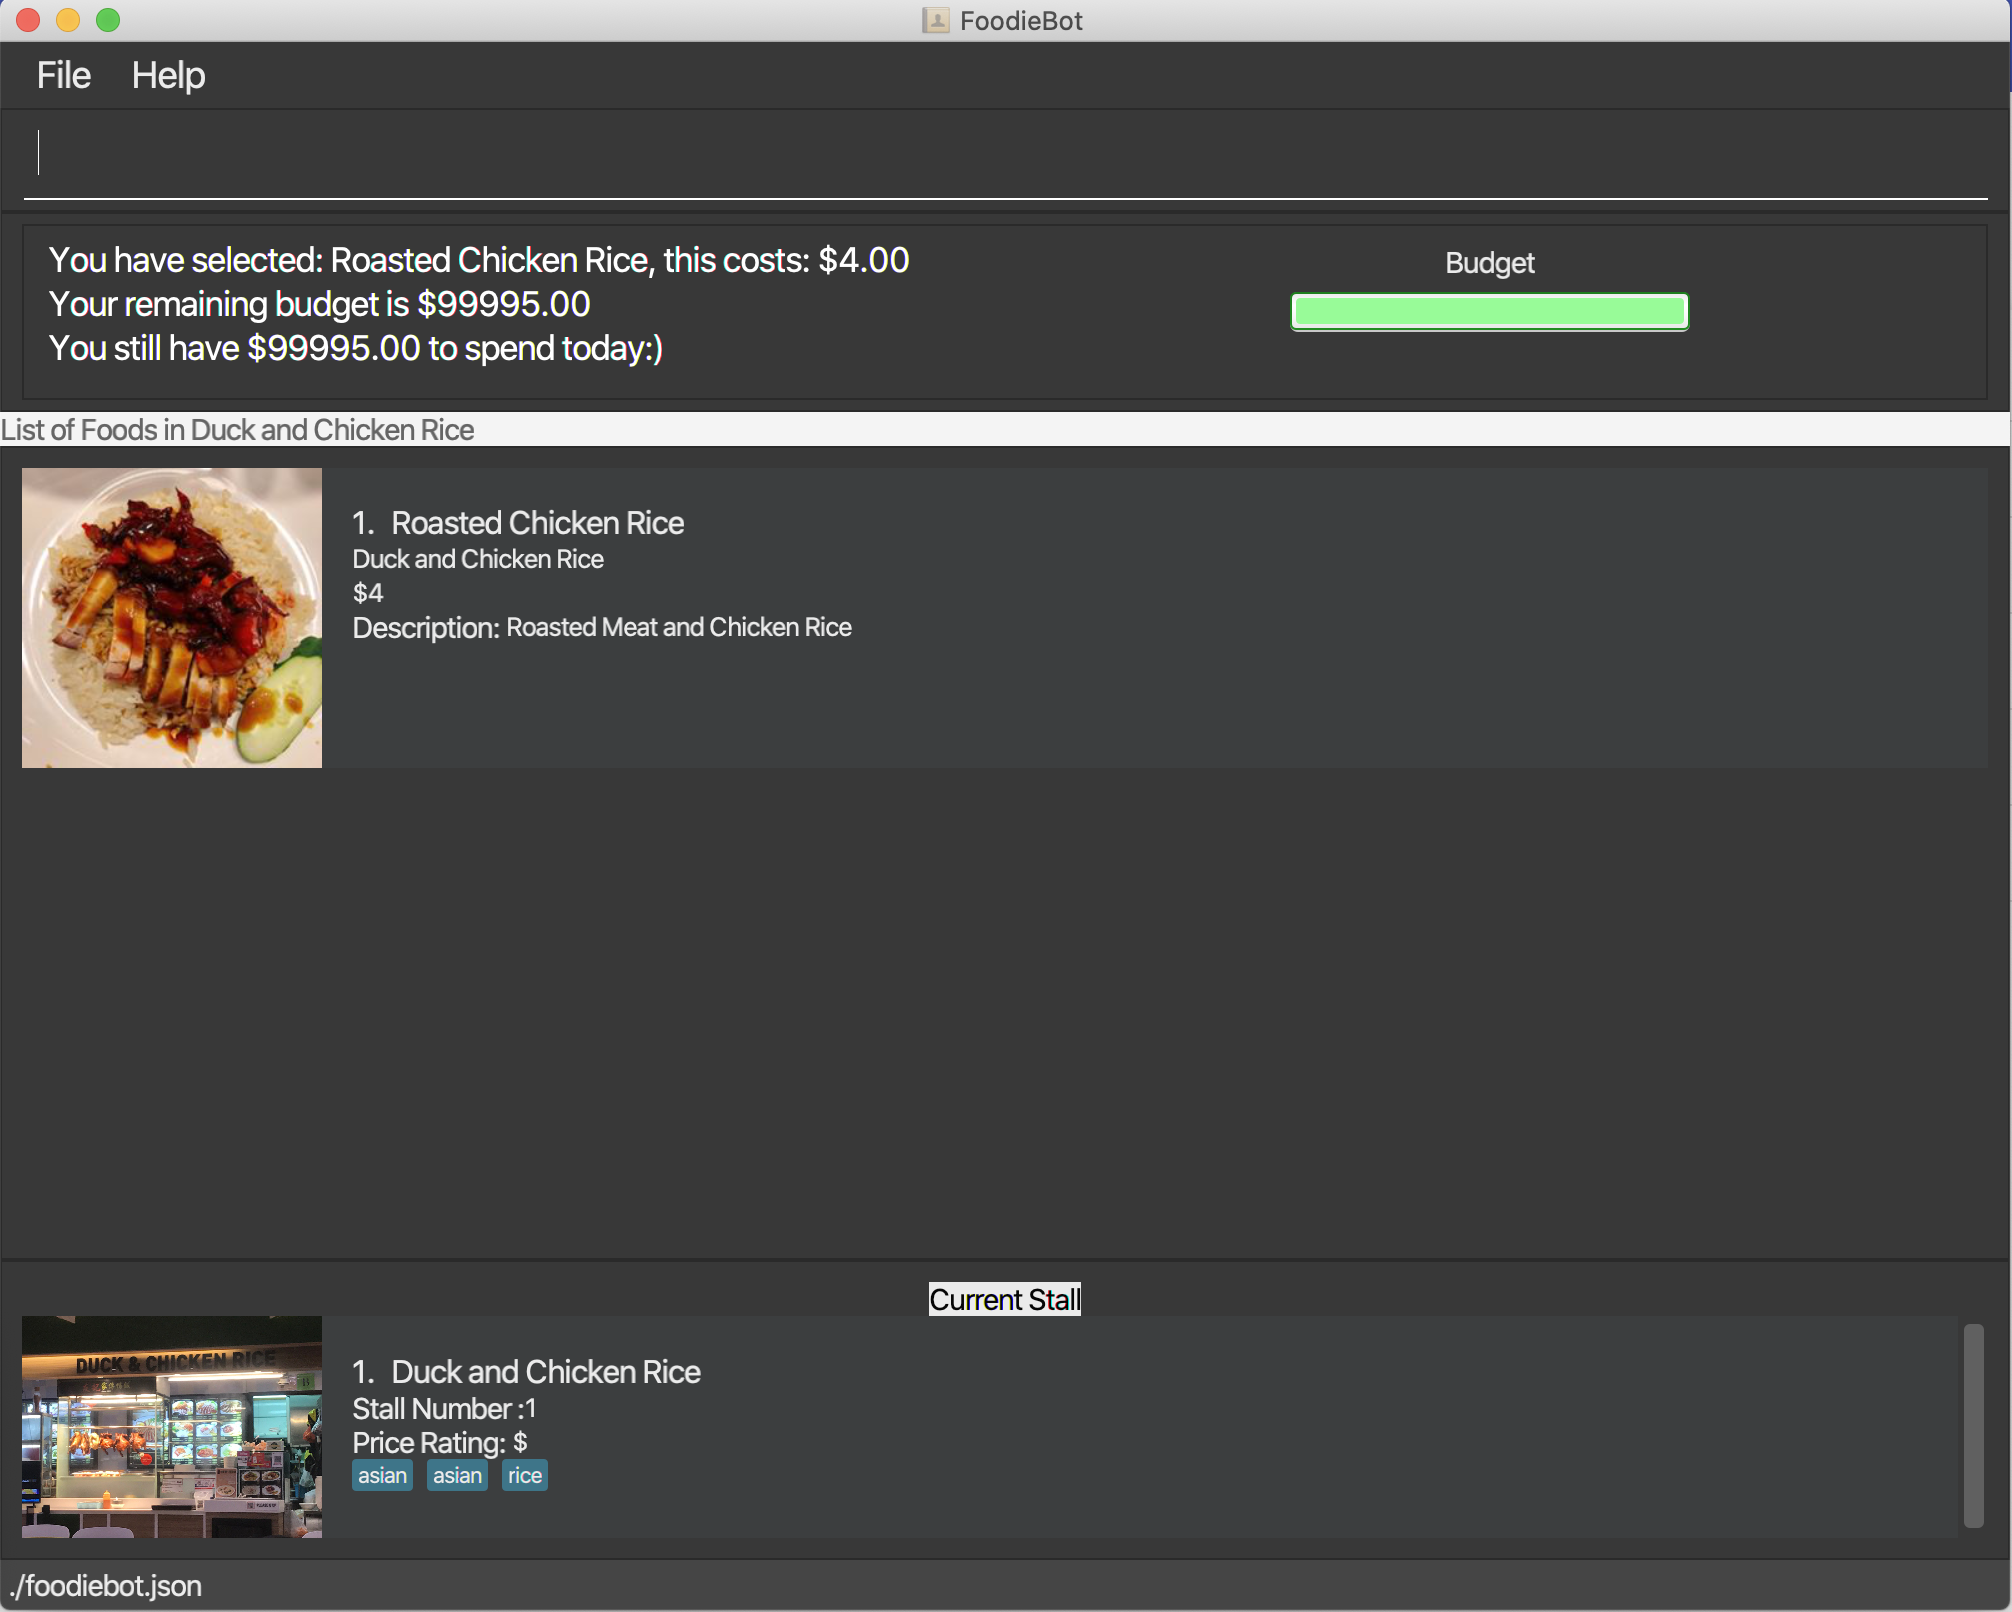 FoodieBot
File Help
You have selected: Roasted Chicken Rice, this costs: $4.00
Your remaining budget is $99995.00
You still have $99995.00 to spend today:)
Budget
List of Foods in Duck and Chicken Rice
1. Roasted Chicken Rice
Duck and Chicken Rice
$4
Description: Roasted Meat and Chicken Rice
Current Stall
DUCK & CHICKEN RICE
1. Duck and Chicken Rice
Stall Number :1
Price Rating: $
asian asian rice
./foodiebot.json